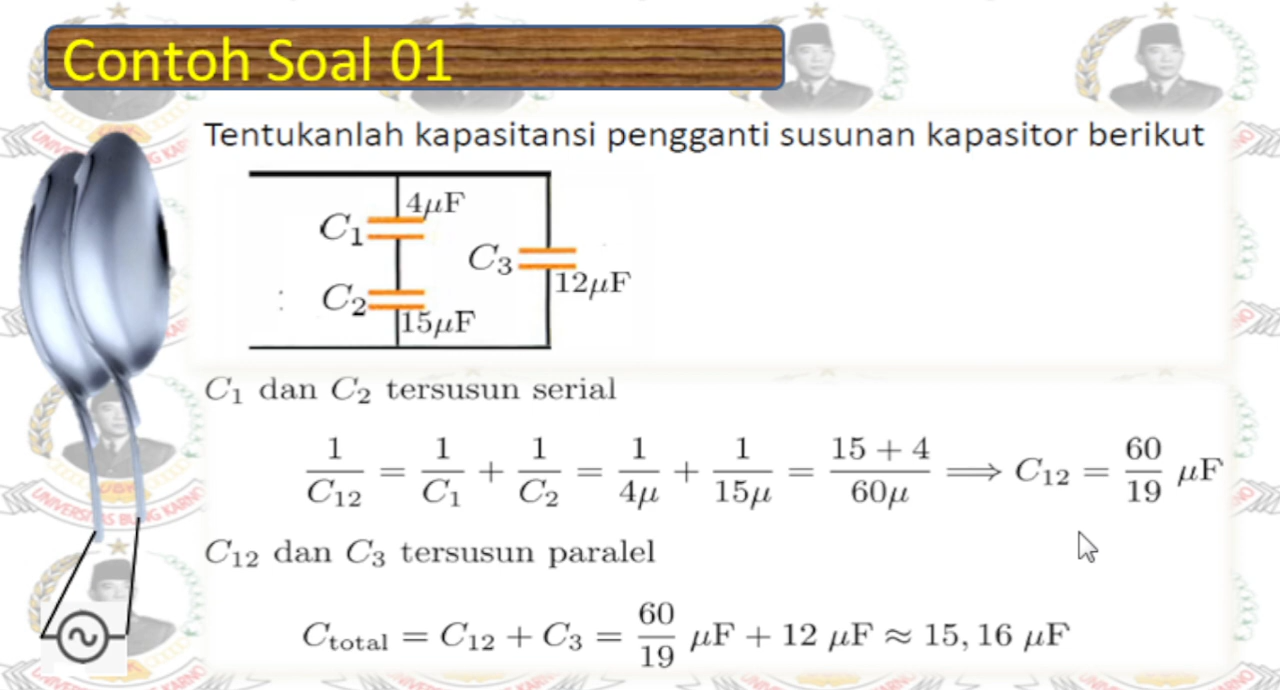 Contoh Soal 01
Tentukanlah kapasitansi pengganti susunan kapasitor berikut
4μF
C₁
C₃
12μF
: C₂
15μF
C₁ dan C₂ tersusun serial
1/C₁₂ = 1/C₁ + 1/C₂ = 1/4μ + 1/15μ = 15 + 4/60μ ⟹ C₁₂ = 60/19 μF
C₁₂ dan C₃ tersusun paralel
C_total = C₁₂ + C₃ = 60/19 μF + 12 μF ≈ 15, 16 μF